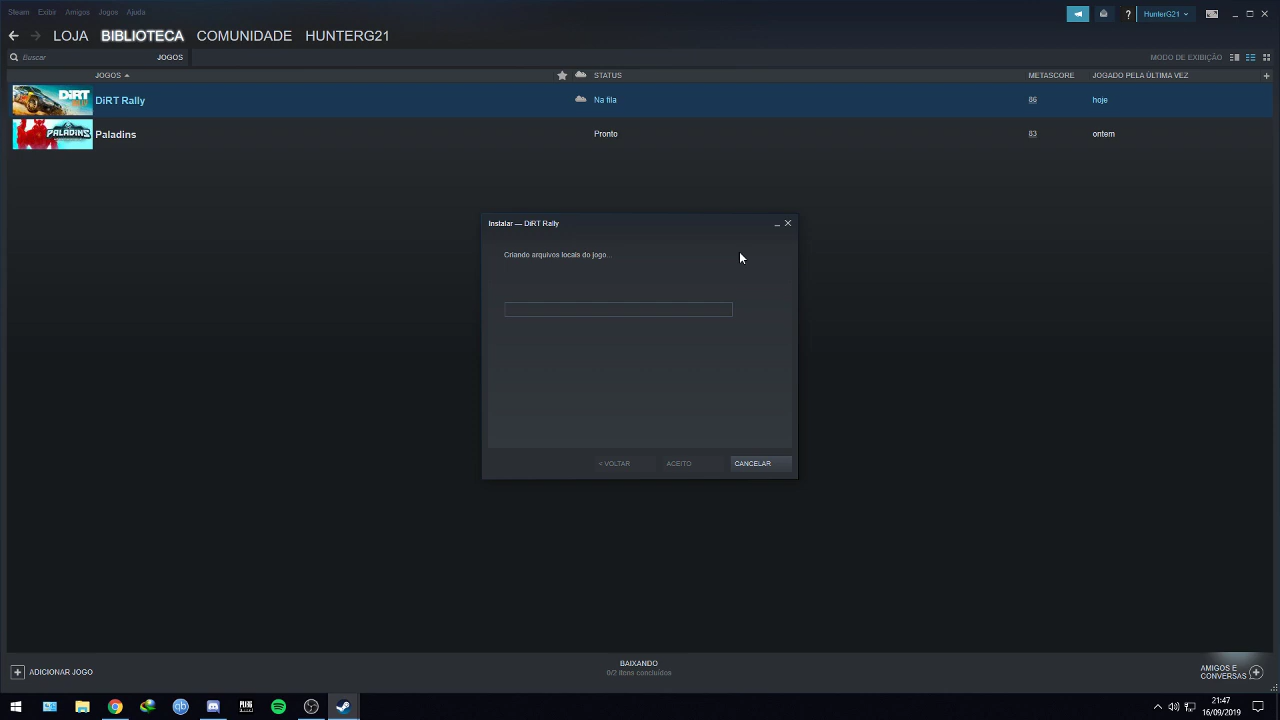 Steam Exibir Amigos Jogos Ajuda
HunterG21
?
LOJA BIBLIOTECA COMUNIDADE HUNTERG21
Buscar JOGOS MODO DE EXIBIÇÃO
JOGOS STATUS METASCORE JOGADO PELA ÚLTIMA VEZ +
DiRT DiRT Rally Na fila 86 hoje
PALADINS Paladins Pronto 83 ontem
Instalar — DiRT Rally
Criando arquivos locais do jogo...
< VOLTAR ACEITO CANCELAR
BAIXANDO
0/2 itens concluídos
ADICIONAR JOGO
AMIGOS E
CONVERSAS
PUBG
21:47
16/09/2019